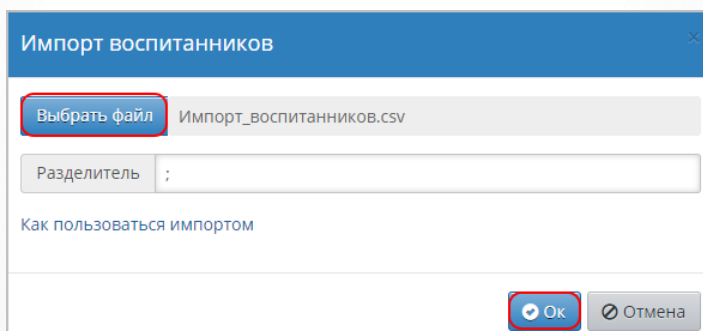 Импорт воспитанников
×
Выбрать файл Импорт_воспитанников.csv
Разделитель ;
Как пользоваться импортом
Ок Отмена